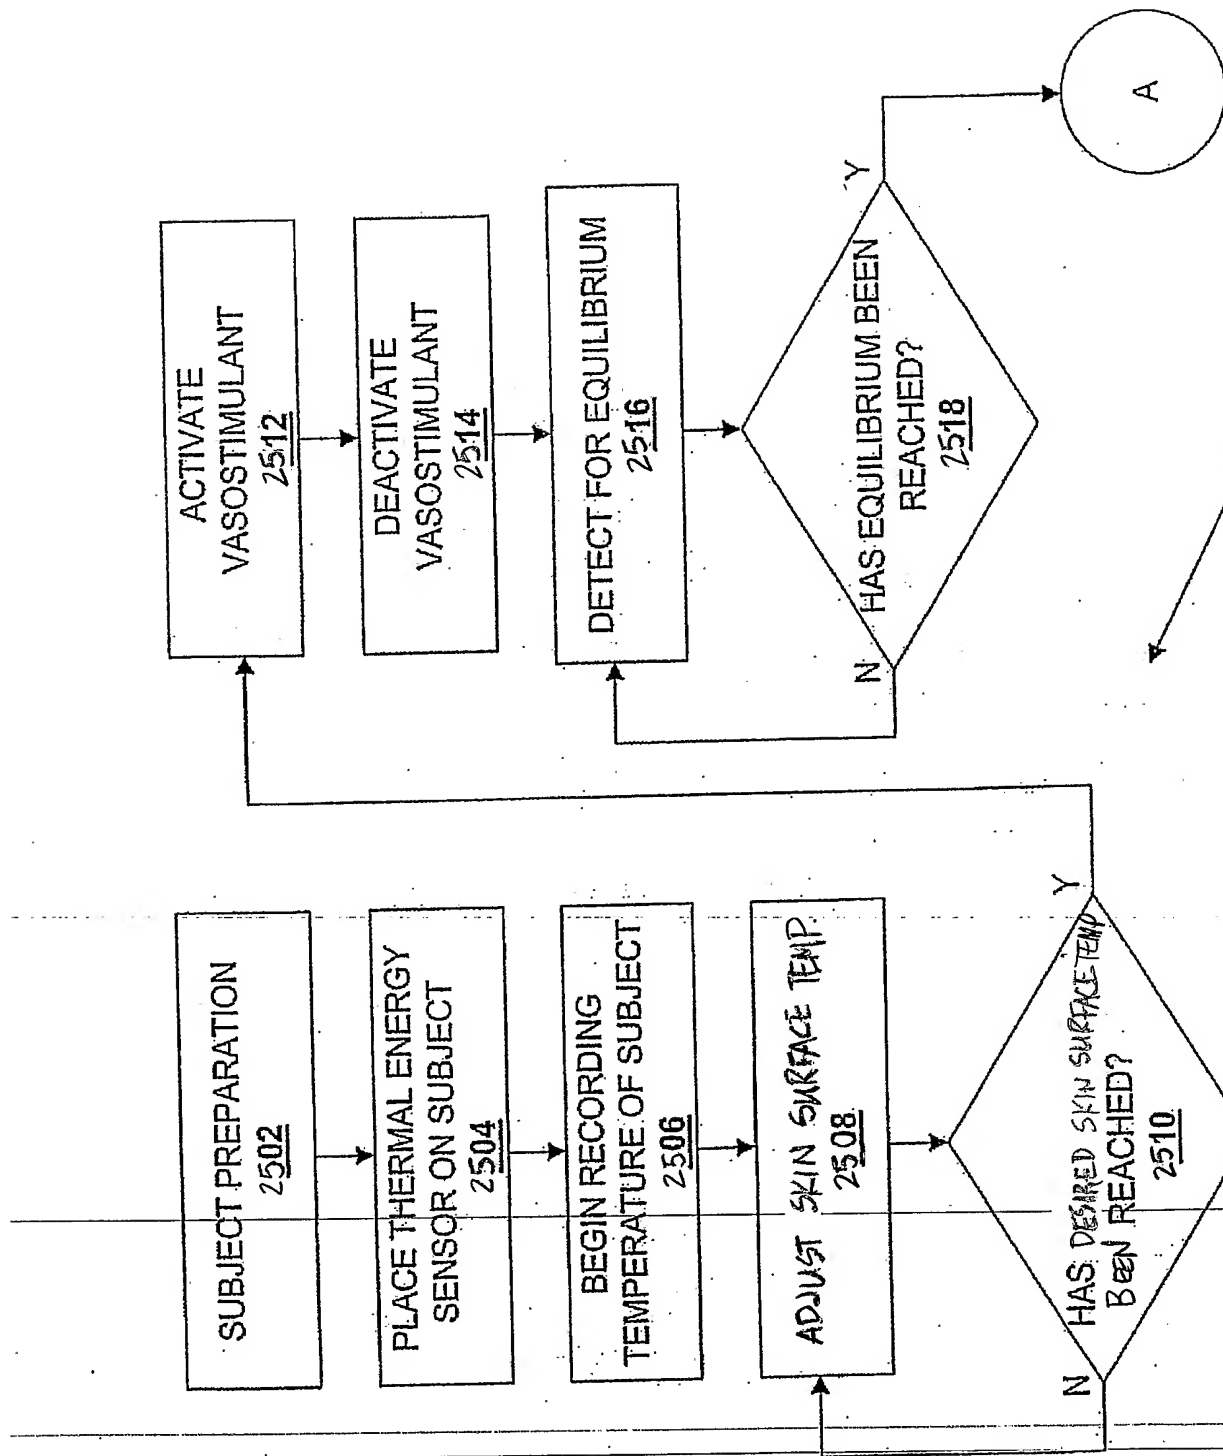 SUBJECT PREPARATION
2502
PLACE THERMAL ENERGY
SENSOR ON SUBJECT
2504
BEGIN RECORDING
TEMPERATURE OF SUBJECT
2506
ADJUST SKIN SURFACE TEMP.
2508
HAS DESIRED SKIN SURFACE TEMP
BEEN REACHED?
2510
N
Y
ACTIVATE
VASOSTIMULANT
2512
DEACTIVATE
VASOSTIMULANT
2514
DETECT FOR EQUILIBRIUM
2516
HAS EQUILIBRIUM BEEN
REACHED?
2518
N
Y
A